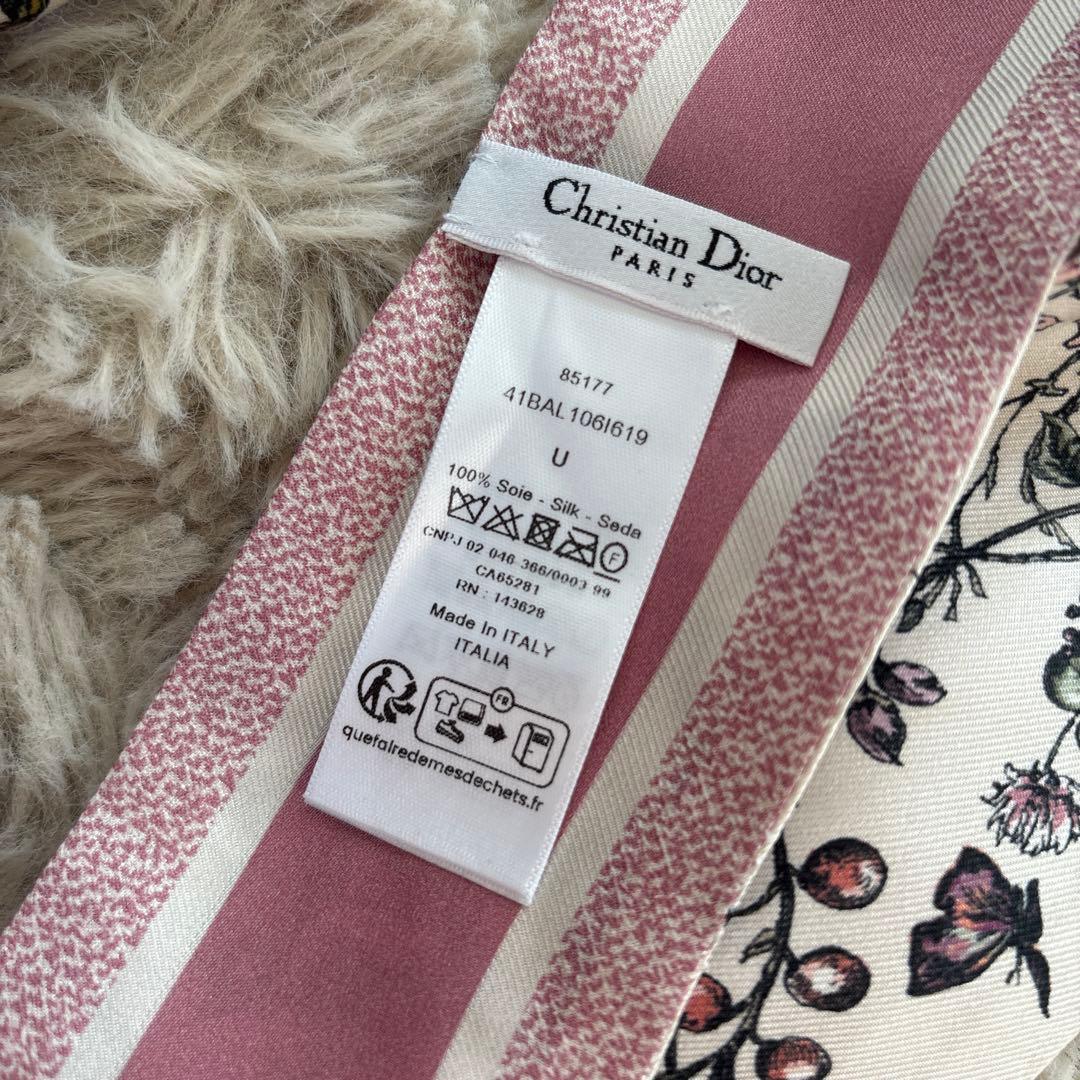 Christian Dior
PARIS
85177
41BAL106I619
U
100% Soie - Silk - Seda
F
CNPJ 02 046 366/0003 99
CA65281
RN : 143628
Made In ITALY
ITALIA
FR
quefairedemesdechets.fr